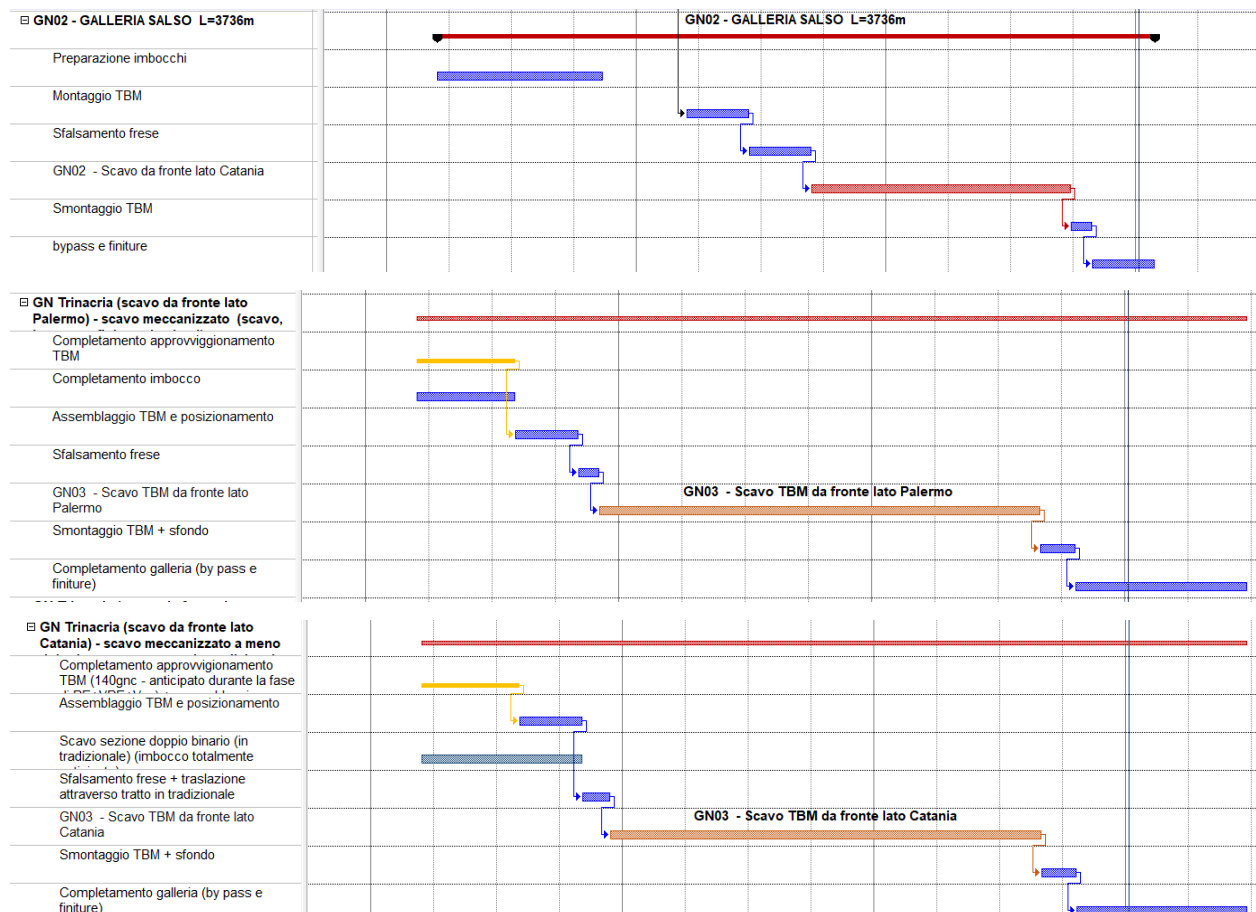 GN02 - GALLERIA SALSO L=3736m
GN02 - GALLERIA SALSO L=3736m
Preparazione imbocchi
Montaggio TBM
Sfalsamento frese
GN02 - Scavo da fronte lato Catania
Smontaggio TBM
bypass e finiture
GN Trinacria (scavo da fronte lato
Palermo) - scavo meccanizzato (scavo,
Completamento approvviggionamento
TBM
Completamento imbocco
Assemblaggio TBM e posizionamento
Sfalsamento frese
GN03 - Scavo TBM da fronte lato
Palermo
GN03 - Scavo TBM da fronte lato Palermo
Smontaggio TBM + sfondo
Completamento galleria (by pass e
finiture)
GN Trinacria (scavo da fronte lato
Catania) - scavo meccanizzato a meno
Completamento approvvigionamento
TBM (140gnc - anticipato durante la fase
Assemblaggio TBM e posizionamento
Scavo sezione doppio binario (in
tradizionale) (imbocco totalmente
Sfalsamento frese + traslazione
attraverso tratto in tradizionale
GN03 - Scavo TBM da fronte lato
Catania
GN03 - Scavo TBM da fronte lato Catania
Smontaggio TBM + sfondo
Completamento galleria (by pass e
finiture)